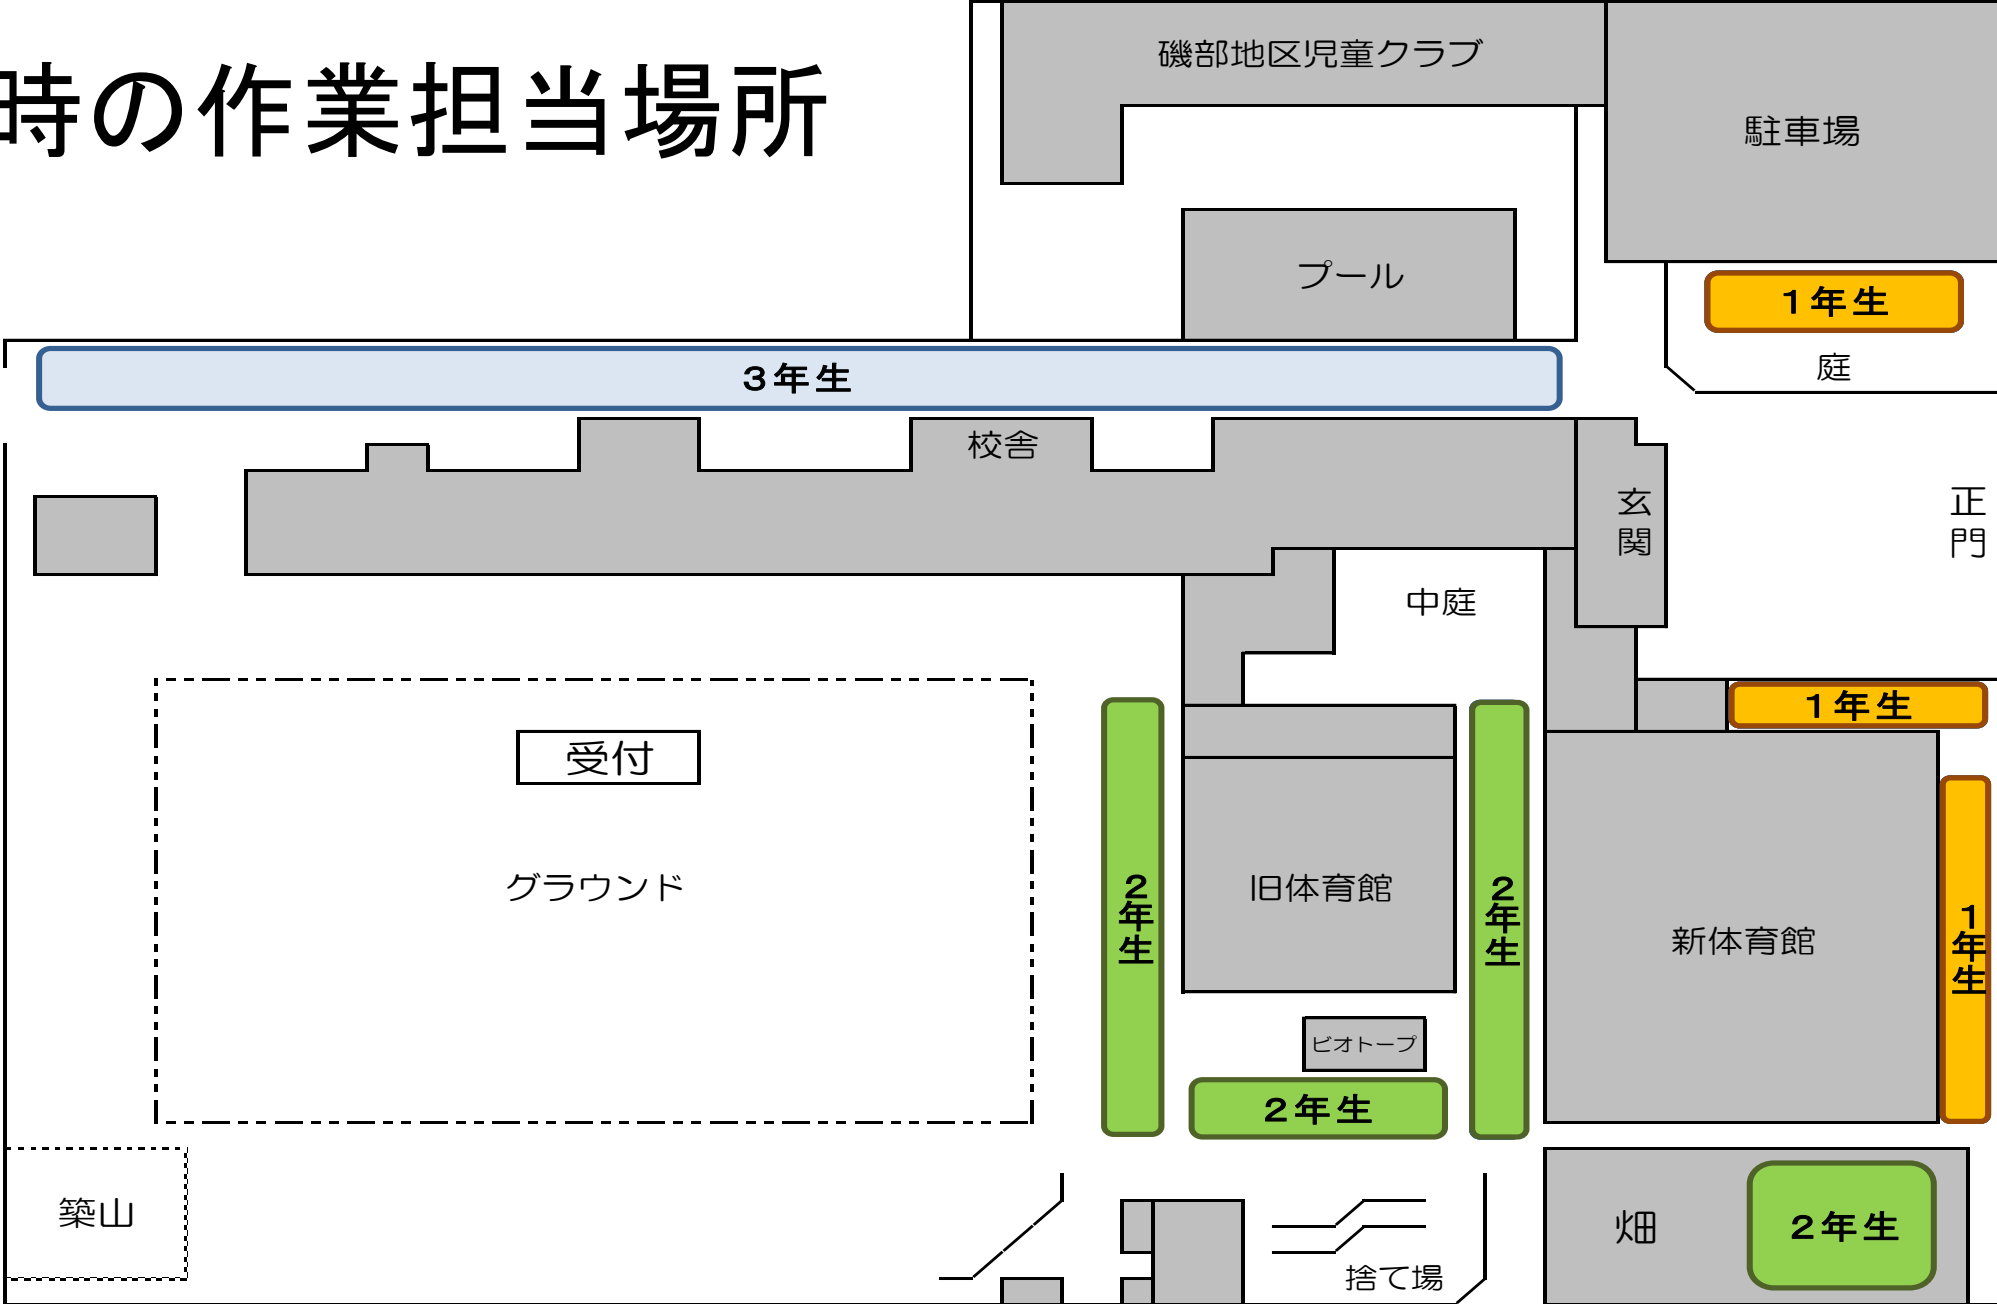 時の作業担当場所
磯部地区児童クラブ
駐車場
プール
１年生
庭
３年生
校舎
玄関
正門
中庭
１年生
受付
グラウンド
２年生
旧体育館
２年生
新体育館
１年生
ビオトープ
２年生
築山
畑
２年生
捨て場